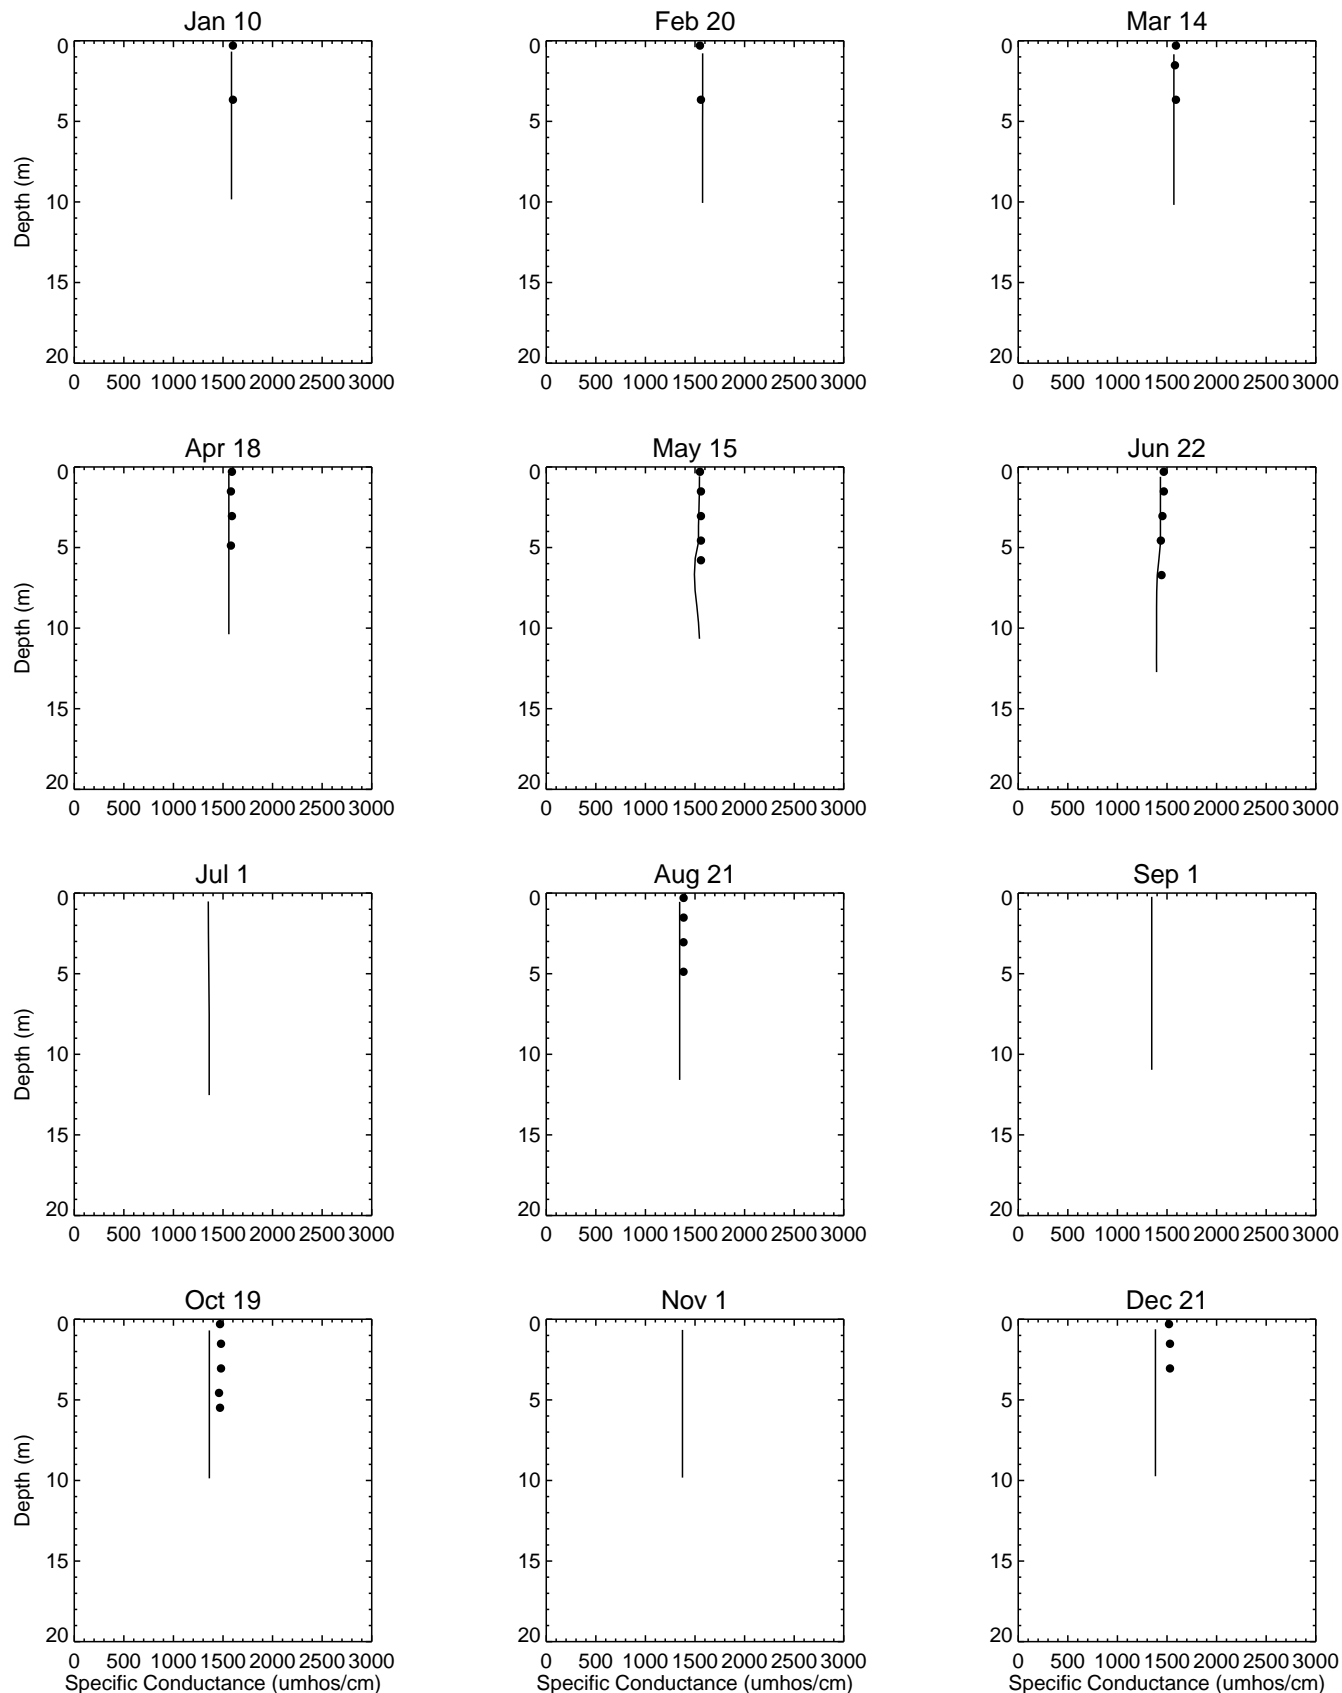 Jan 10 Feb 20 Mar 14
0 0 0
5 5 5
Depth (m)
10 10 10
15 15 15
20 20 20
0 500 1000 1500 2000 2500 3000 0 500 1000 1500 2000 2500 3000 0 500 1000 1500 2000 2500 3000
Apr 18 May 15 Jun 22
0 0 0
5 5 5
Depth (m)
10 10 10
15 15 15
20 20 20
0 500 1000 1500 2000 2500 3000 0 500 1000 1500 2000 2500 3000 0 500 1000 1500 2000 2500 3000
Jul 1 Aug 21 Sep 1
0 0 0
5 5 5
Depth (m)
10 10 10
15 15 15
20 20 20
0 500 1000 1500 2000 2500 3000 0 500 1000 1500 2000 2500 3000 0 500 1000 1500 2000 2500 3000
Oct 19 Nov 1 Dec 21
0 0 0
5 5 5
Depth (m)
10 10 10
15 15 15
20 20 20
0 500 1000 1500 2000 2500 3000 0 500 1000 1500 2000 2500 3000 0 500 1000 1500 2000 2500 3000
Specific Conductance (umhos/cm) Specific Conductance (umhos/cm) Specific Conductance (umhos/cm)